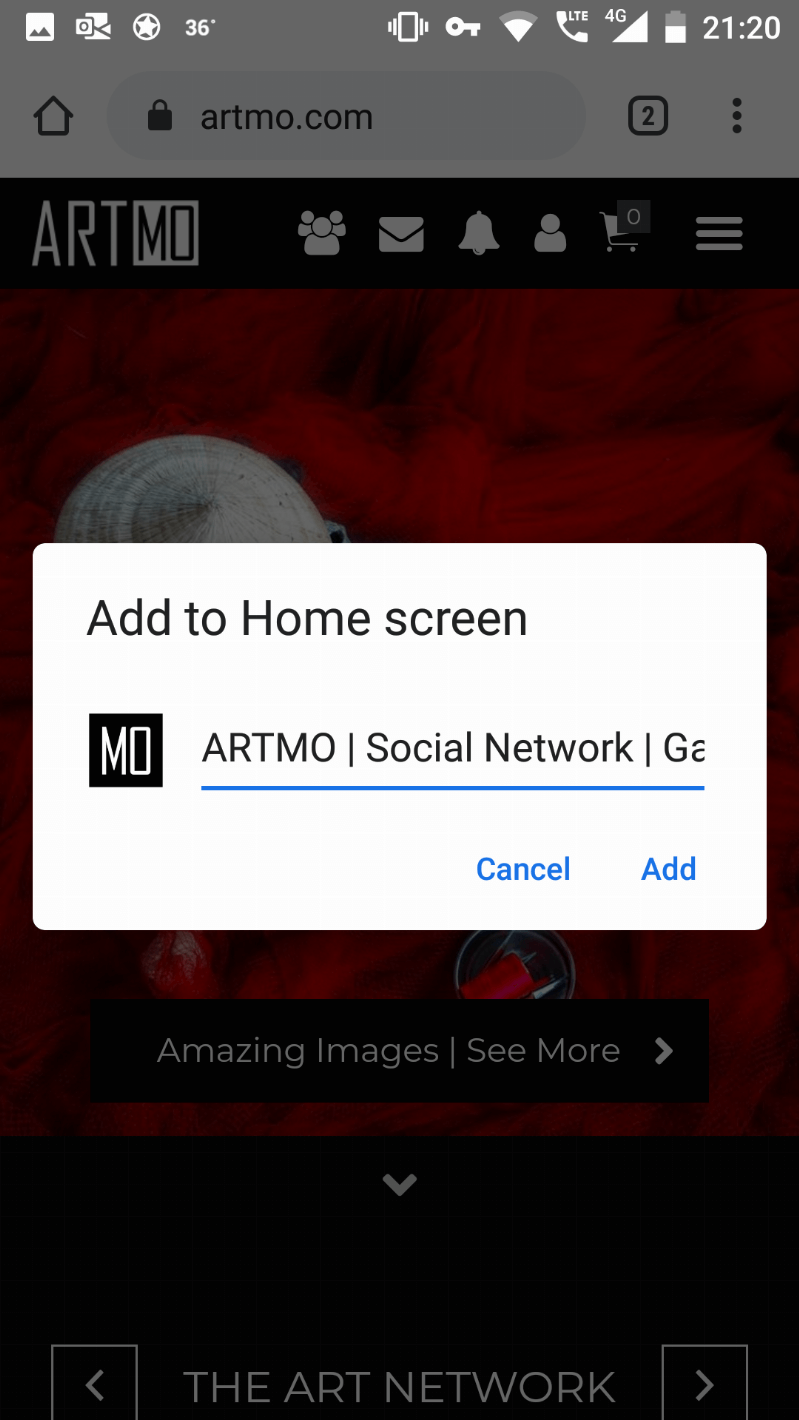 36°
LTE
4G
21:20
artmo.com
2
ARTMO
0
Add to Home screen
MO
ARTMO | Social Network | Ga
Cancel
Add
Amazing Images | See More
THE ART NETWORK